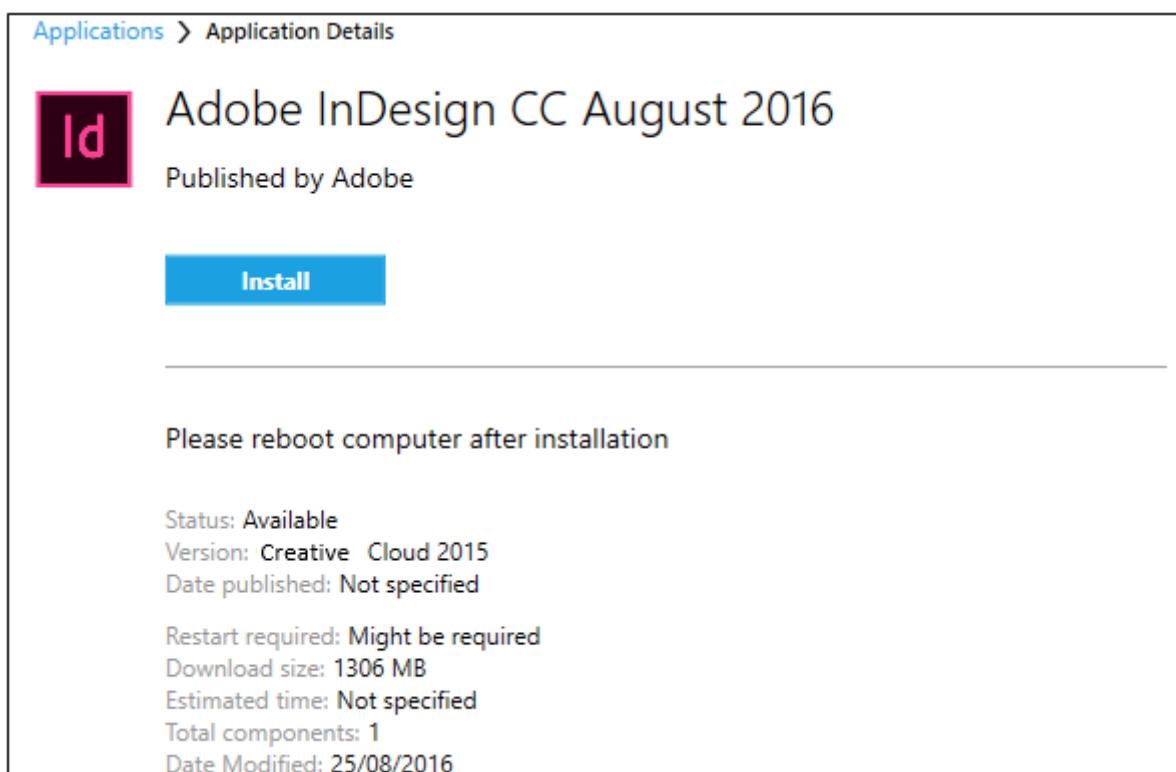 Applications > Application Details
Id
Adobe InDesign CC August 2016
Published by Adobe
Install
Please reboot computer after installation
Status: Available
Version: Creative Cloud 2015
Date published: Not specified
Restart required: Might be required
Download size: 1306 MB
Estimated time: Not specified
Total components: 1
Date Modified: 25/08/2016